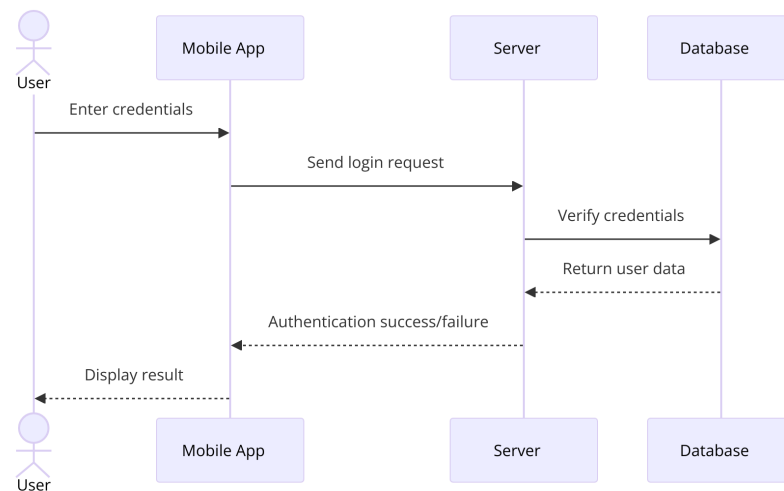 User
Mobile App
Server
Database
Enter credentials
Send login request
Verify credentials
Return user data
Authentication success/failure
Display result
User
Mobile App
Server
Database